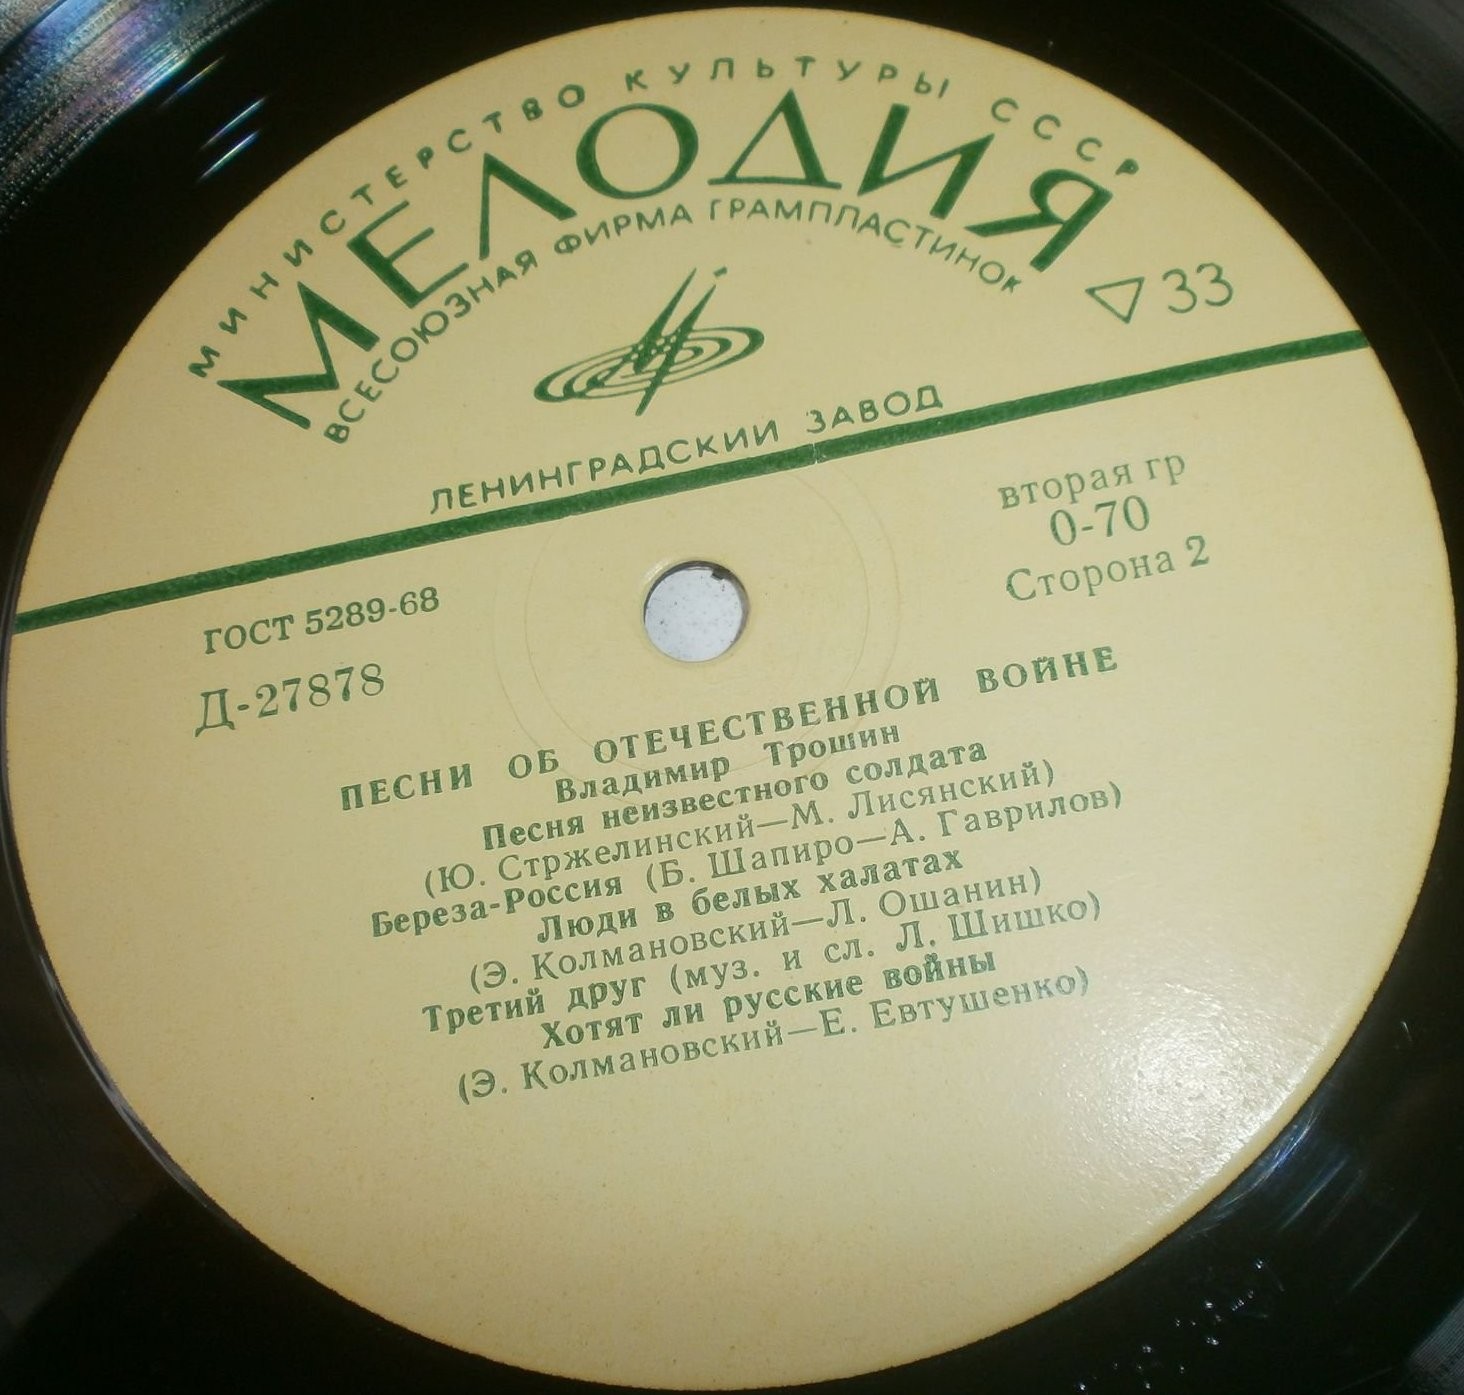 МИНИСТЕРСТВО КУЛЬТУРЫ СССР
МЕЛОДИЯ
ВСЕСОЮЗНАЯ ФИРМА ГРАМПЛАСТИНОК
▽ 33
ЛЕНИНГРАДСКИЙ ЗАВОД
ГОСТ 5289-68
Д-27878
вторая гр
0-70
Сторона 2
ПЕСНИ ОБ ОТЕЧЕСТВЕННОЙ ВОЙНЕ
Владимир Трошин
Песня неизвестного солдата
(Ю. Стржелинский—М. Лисянский)
Береза-Россия (Б. Шапиро—А. Гаврилов)
Люди в белых халатах
(Э. Колмановский—Л. Ошанин)
Третий друг (муз. и сл. Л. Шишко)
Хотят ли русские войны
(Э. Колмановский—Е. Евтушенко)